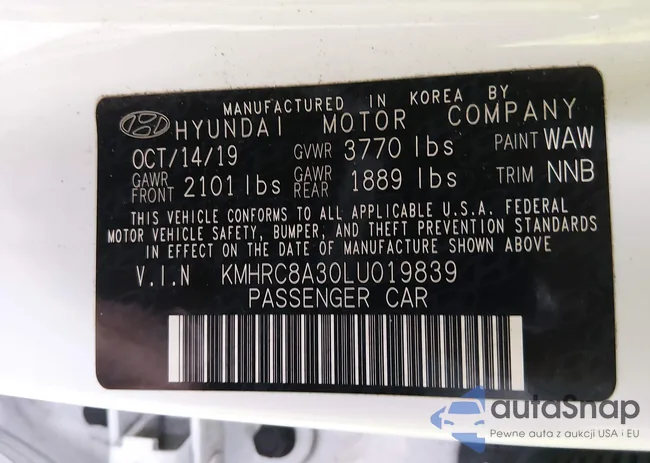 MANUFACTURED IN KOREA BY
HYUNDAI MOTOR COMPANY
OCT/14/19 GVWR 3770 lbs PAINT WAW
GAWR FRONT 2101 lbs GAWR REAR 1889 lbs TRIM NNB
THIS VEHICLE CONFORMS TO ALL APPLICABLE U.S.A. FEDERAL
MOTOR VEHICLE SAFETY, BUMPER, AND THEFT PREVENTION STANDARDS
IN EFFECT ON THE DATE OF MANUFACTURE SHOWN ABOVE
V.I.N KMHRC8A30LU019839
PASSENGER CAR
autoSnap
Pewne auta z aukcji USA i EU